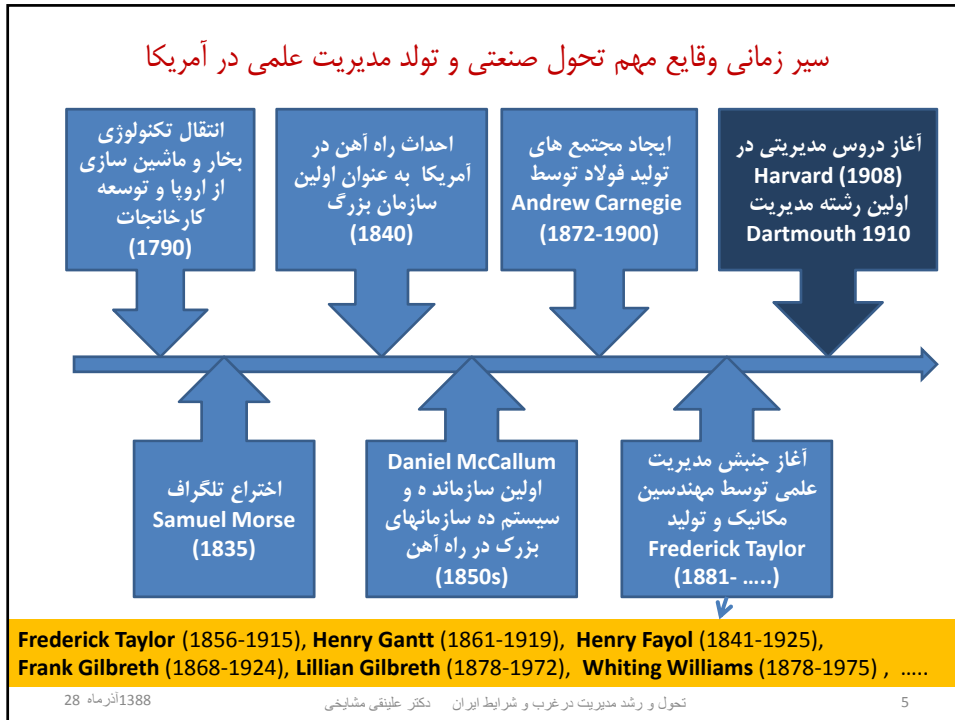 سیر زمانی وقایع مهم تحول صنعتی و تولد مدیریت علمی در آمریکا
انتقال تکنولوژی
بخار و ماشین سازی
از اروپا و توسعه
کارخانجات
(1790)
احداث راه آهن در
آمریکا به عنوان اولین
سازمان بزرگ
(1840)
ایجاد مجتمع های
تولید فولاد توسط
Andrew Carnegie
(1872-1900)
آغاز دروس مدیریتی در
Harvard (1908)
اولین رشته مدیریت
Dartmouth 1910
اختراع تلگراف
Samuel Morse
(1835)
Daniel McCallum
اولین سازماند ه و
سیستم ده سازمانهای
بزرک در راه آهن
(1850s)
آغاز جنبش مدیریت
علمی توسط مهندسین
مکانیک و تولید
Frederick Taylor
(1881- .....)
Frederick Taylor (1856-1915), Henry Gantt (1861-1919), Henry Fayol (1841-1925),
Frank Gilbreth (1868-1924), Lillian Gilbreth (1878-1972), Whiting Williams (1878-1975) , .....
28 آذرماه 1388
تحول و رشد مدیریت درغرب و شرایط ایران دکتر علینقی مشایخی
5